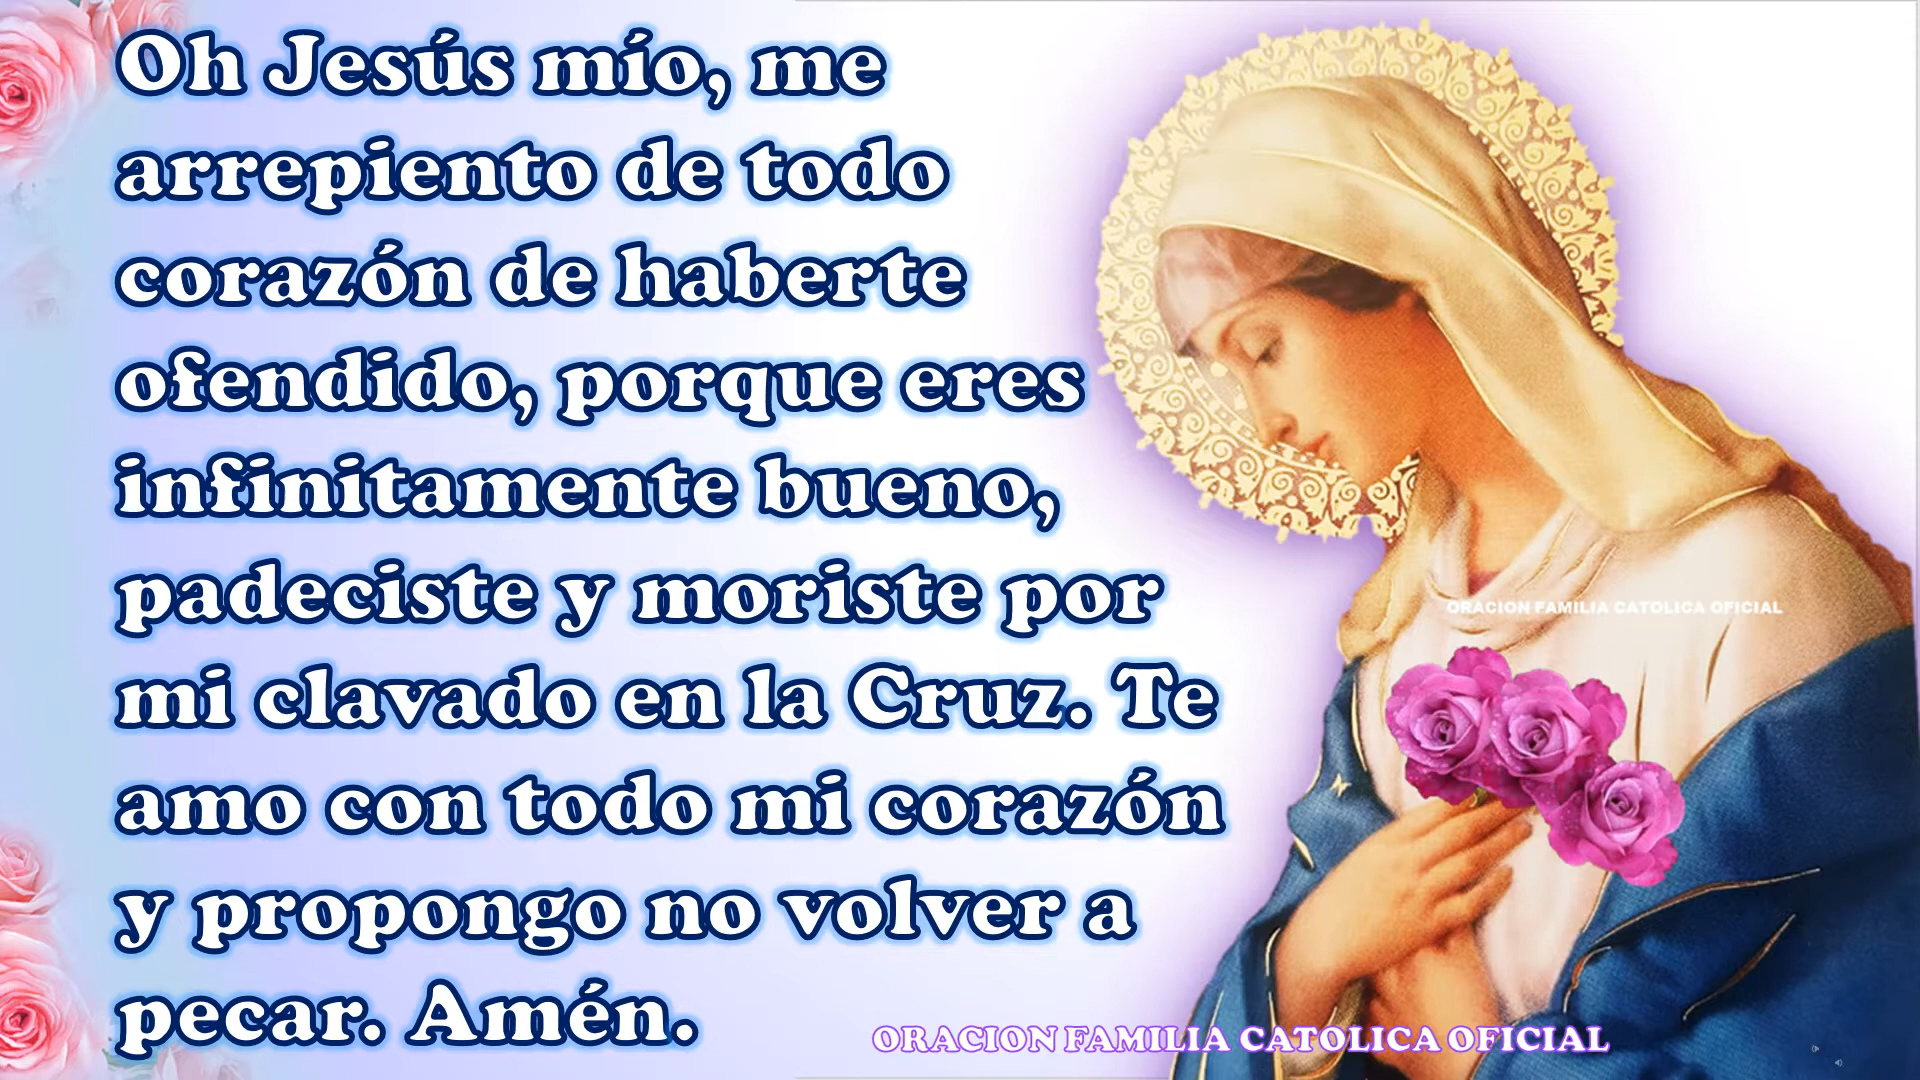 Oh Jesús mío, me
arrepiento de todo
corazón de haberte
ofendido, porque eres
infinitamente bueno,
padeciste y moriste por
mi clavado en la Cruz. Te
amo con todo mi corazón
y propongo no volver a
pecar. Amén.
ORACION FAMILIA CATOLICA OFICIAL
ORACION FAMILIA CATOLICA OFICIAL